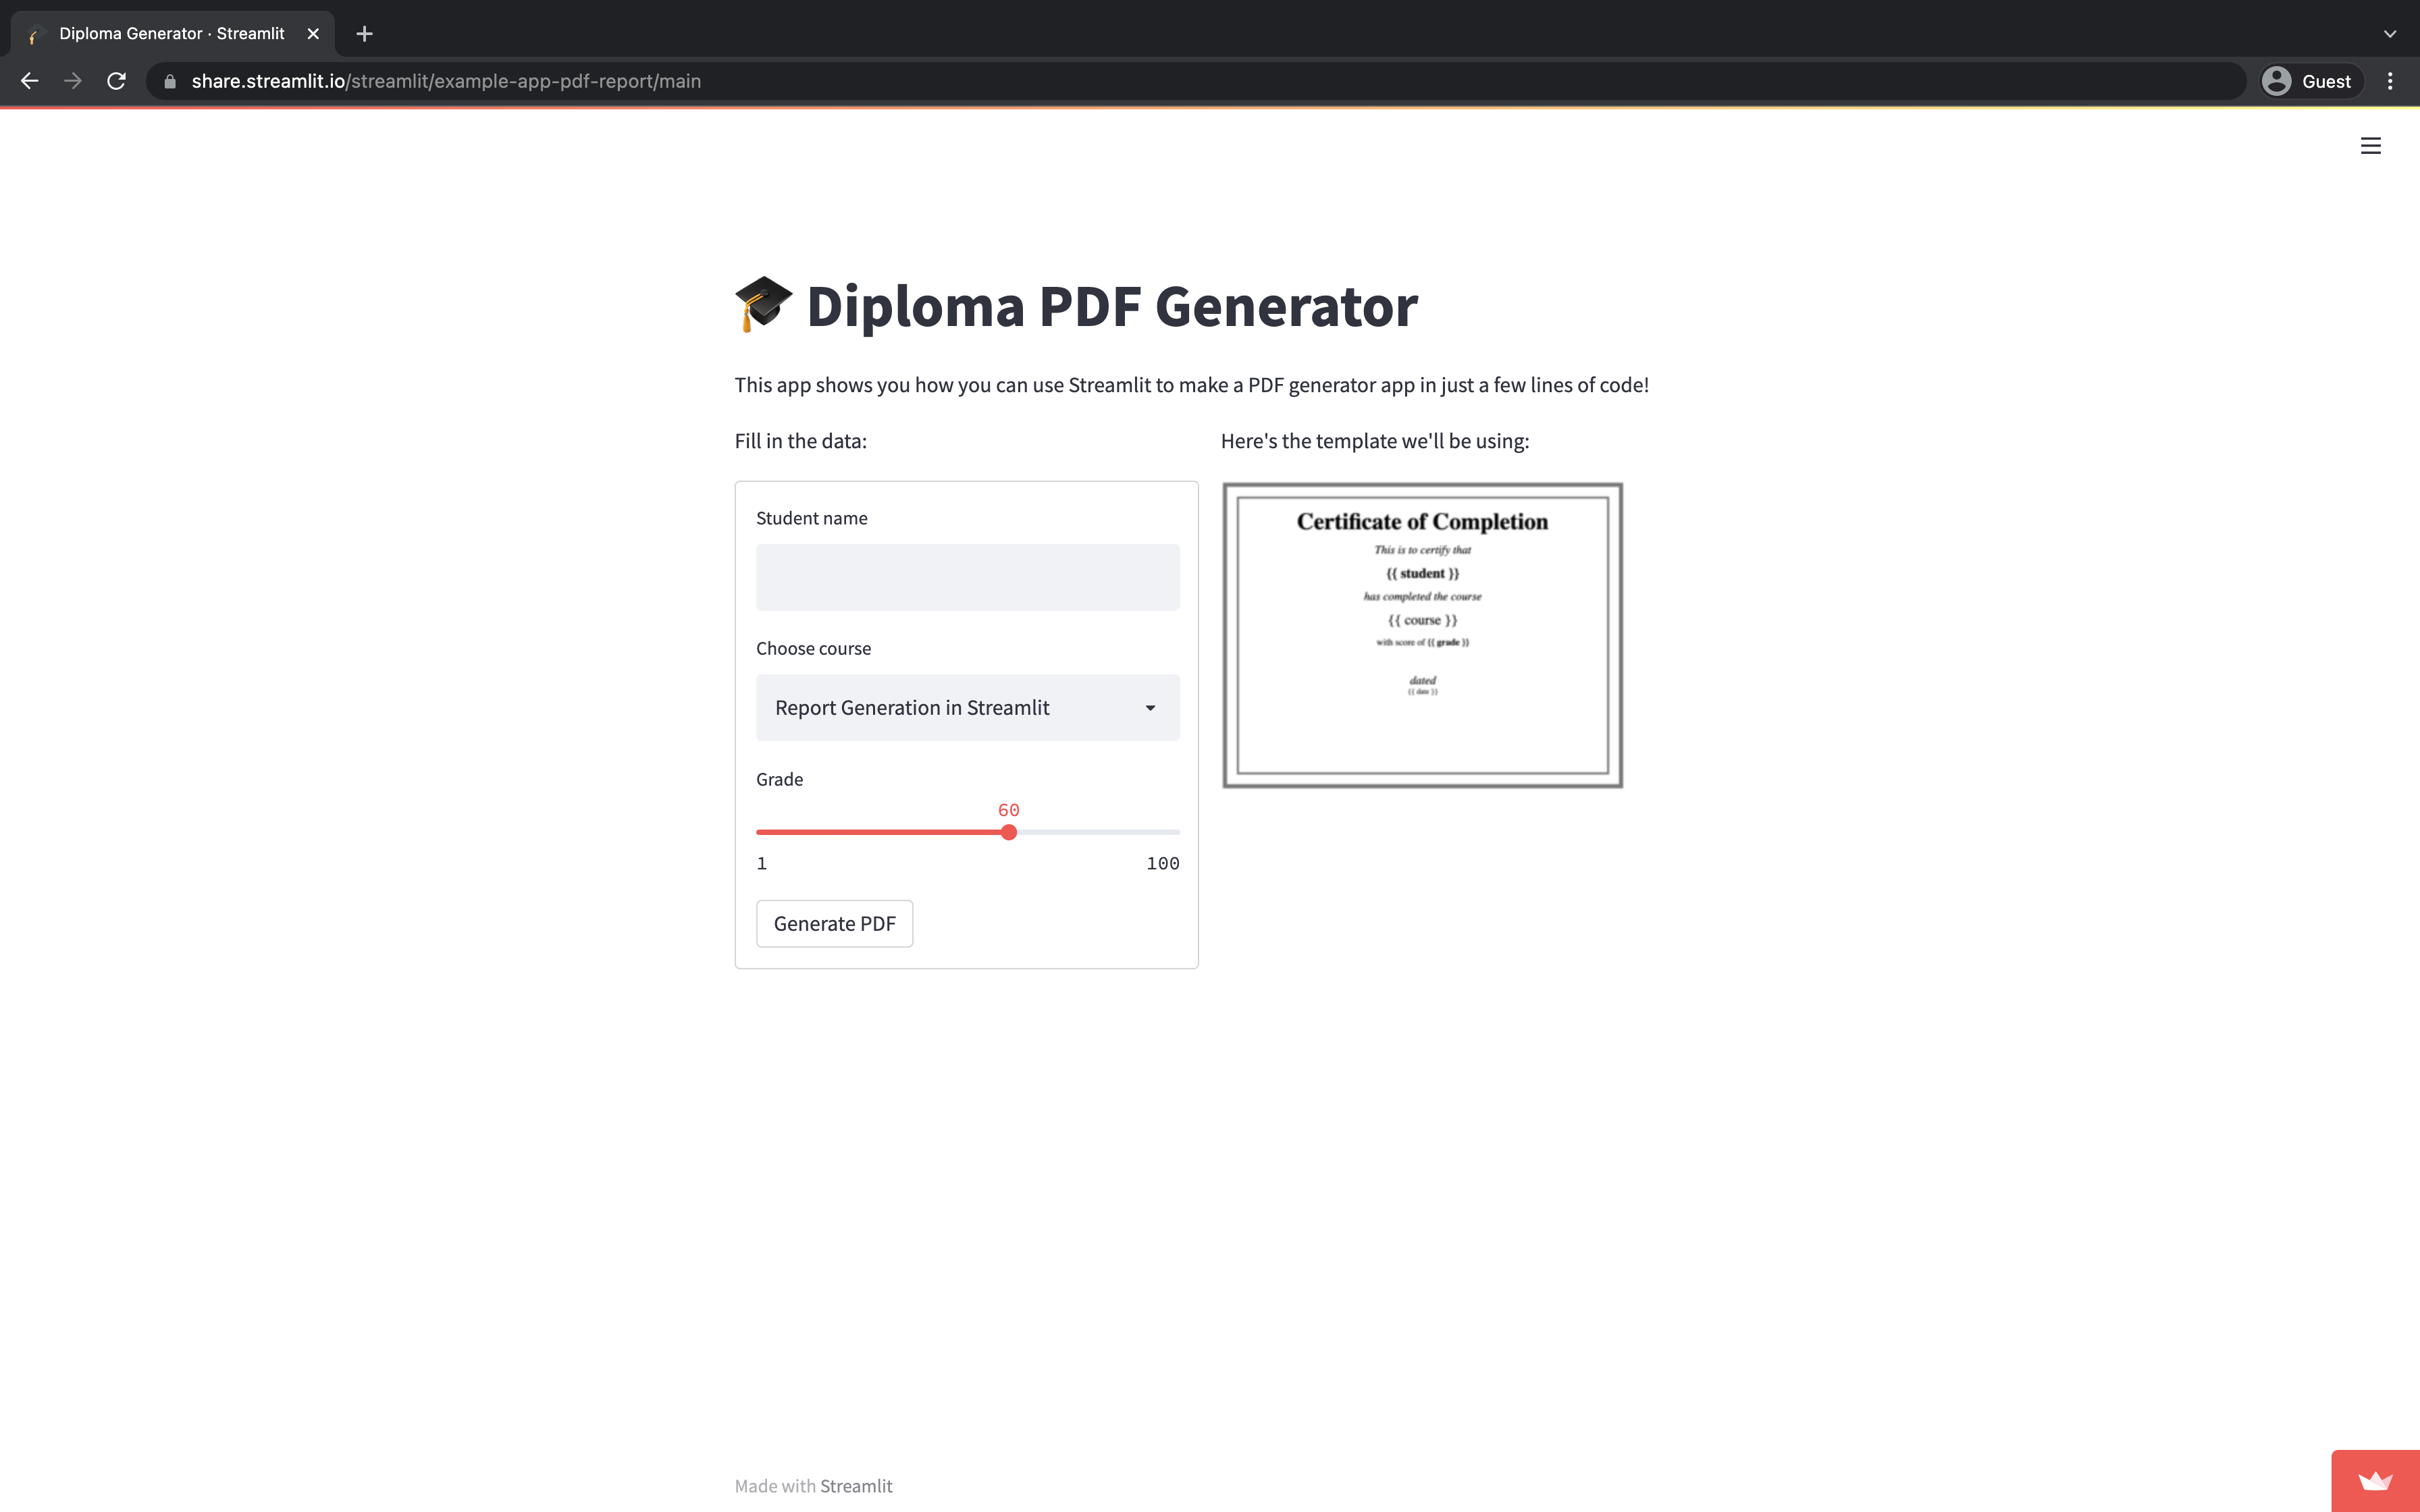 Diploma Generator · Streamlit
share.streamlit.io/streamlit/example-app-pdf-report/main
Guest
Diploma PDF Generator
This app shows you how you can use Streamlit to make a PDF generator app in just a few lines of code!
Fill in the data:
Student name
Choose course
Report Generation in Streamlit
Grade
60
1
100
Generate PDF
Here's the template we'll be using:
Certificate of Completion
This is to certify that
{{ student }}
has completed the course
{{ course }}
with score of {{ grade }}
dated
{{ date }}
Made with Streamlit